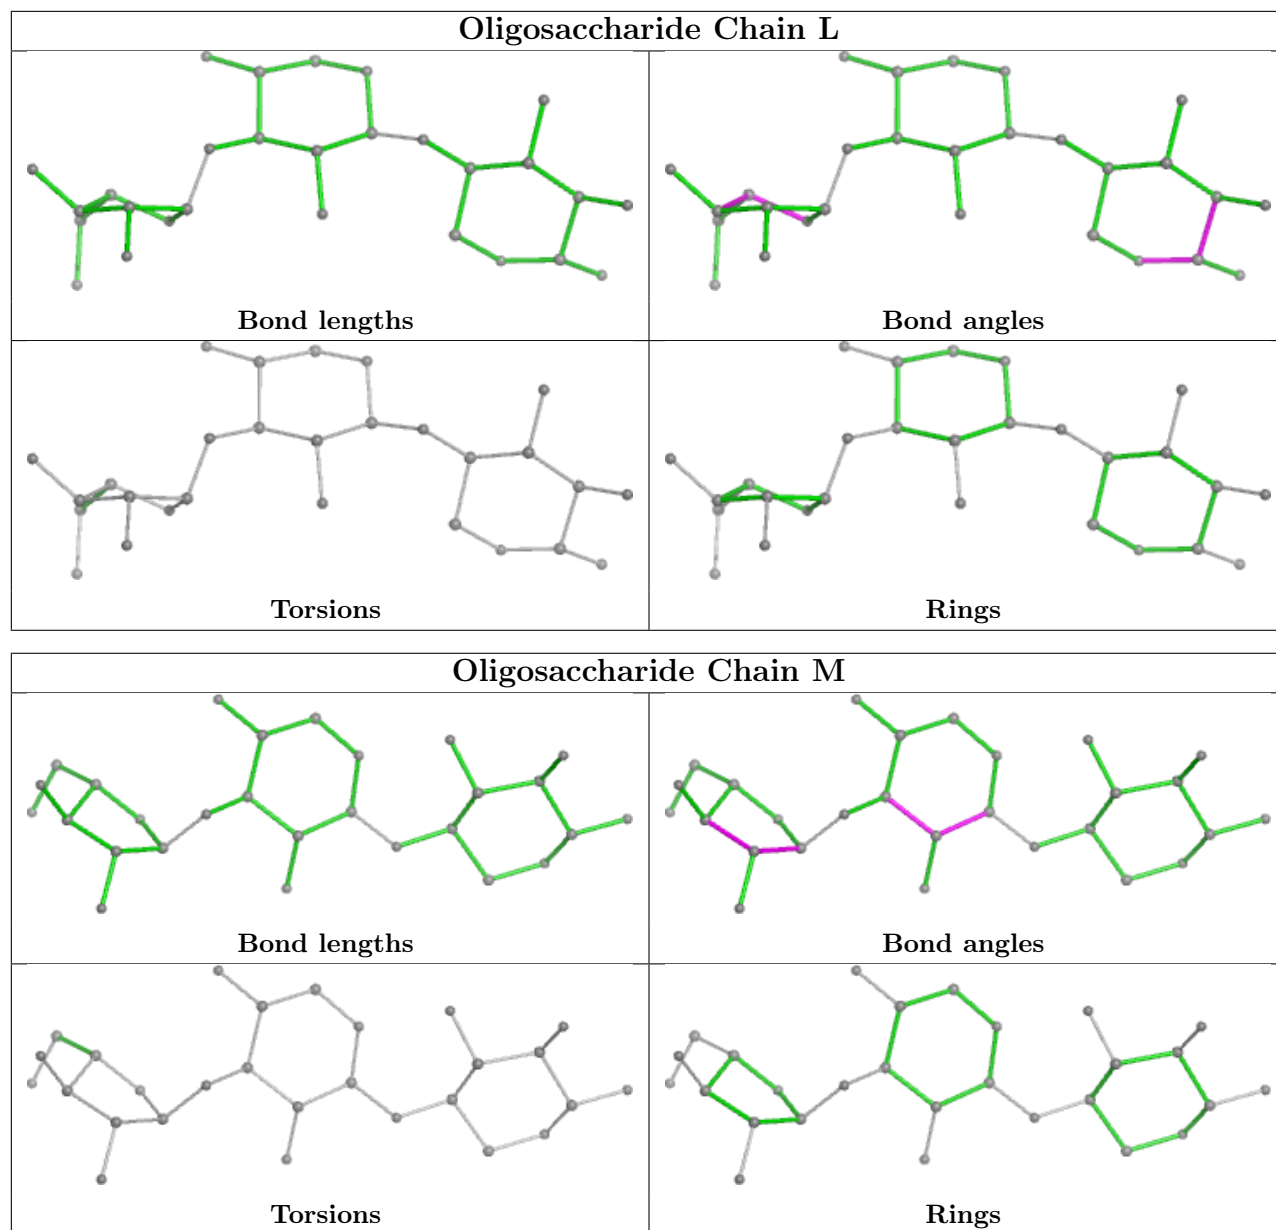 Oligosaccharide Chain L
Bond lengths
Bond angles
Torsions
Rings
Oligosaccharide Chain M
Bond lengths
Bond angles
Torsions
Rings